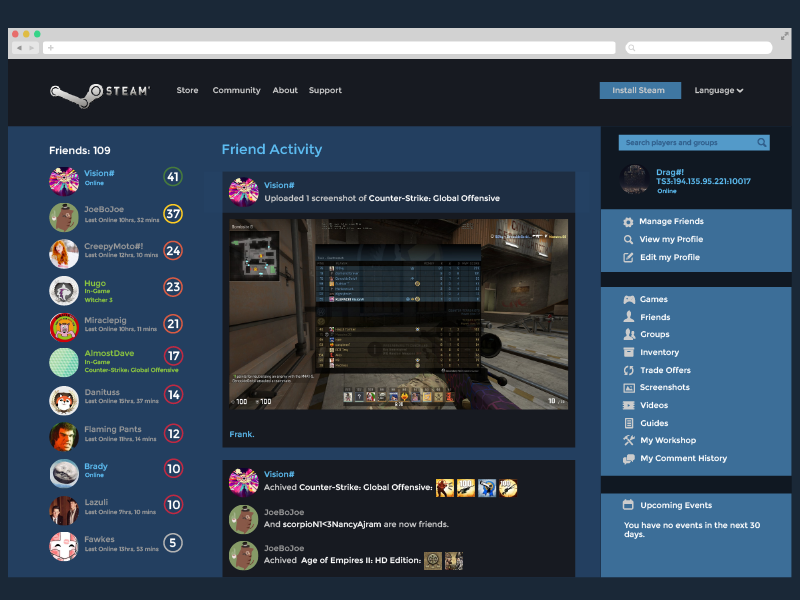 STEAM
Store
Community
About
Support
Install Steam
Language
Friends: 109
Vision#
Online
41
JoeBoJoe
Last Online 10hrs, 32 mins
37
CreepyMoto#!
Last Online 12hrs, 10 mins
24
Hugo
In-Game
Witcher 3
23
Miraclepig
Last Online 10hrs, 11 mins
21
AlmostDave
In-Game
Counter-Strike: Global Offensive
17
Danituss
Last Online 15hrs, 37 mins
14
Flaming Pants
Last Online 18hrs, 14 mins
12
Brady
Online
10
Lazuli
Last Online 7hrs, 10 mins
10
Fawkes
Last Online 13hrs, 53 mins
5
Friend Activity
Vision#
Uploaded 1 screenshot of Counter-Strike: Global Offensive
100
100
Frank.
Vision#
Achived Counter-Strike: Global Offensive:
JoeBoJoe
And scorpioN1<3NancyAjram are now friends.
JoeBoJoe
Achived Age of Empires II: HD Edition:
Search players and groups
Drag#!
TS3:194.135.95.221:10017
Online
Manage Friends
View my Profile
Edit my Profile
Games
Friends
Groups
Inventory
Trade Offers
Screenshots
Videos
Guides
My Workshop
My Comment History
Upcoming Events
You have no events in the next 30
days.